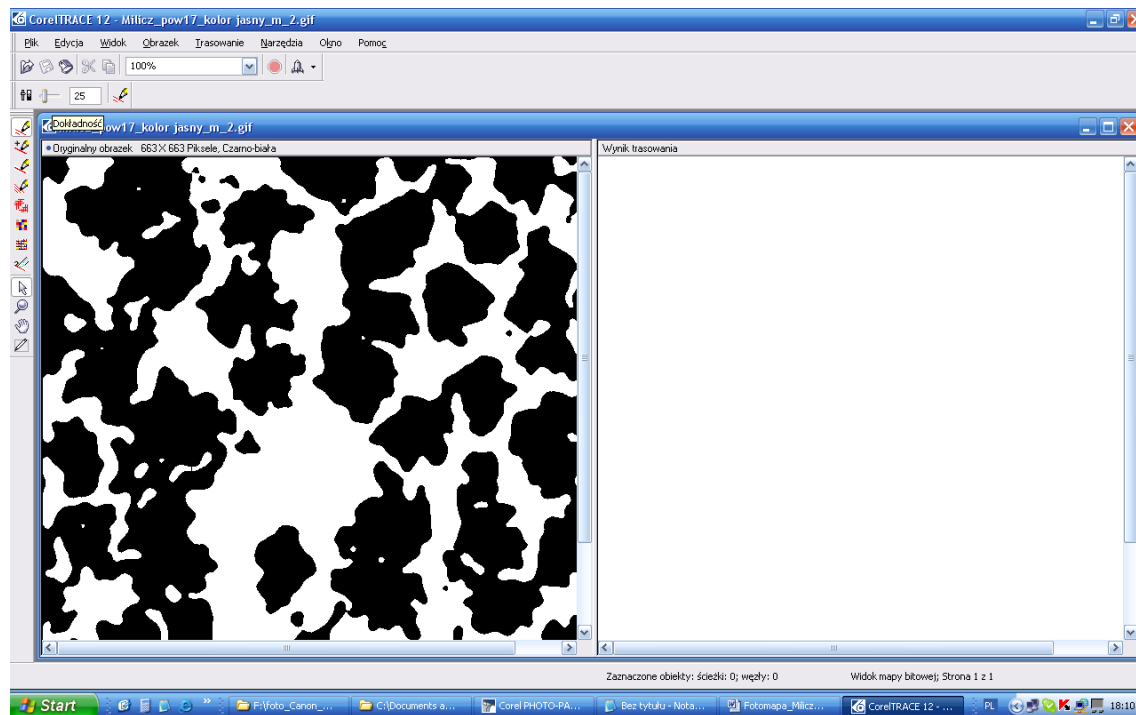 CorelTRACE 12 - Milicz_pow17_kolor jasny_m_2.gif
Plik Edycja Widok Obrazek Trasowanie Narzędzia Okno Pomoc
100%
25
Dokładność
ow17_kolor jasny_m_2.gif
Oryginalny obrazek 663 X 663 Piksele, Czarno-biała
Wynik trasowania
Zaznaczone obiekty: ścieżki: 0; węzły: 0 Widok mapy bitowej; Strona 1 z 1
Start F:\foto_Canon_... C:\Documents a... Corel PHOTO-PA... Bez tytułu - Nota... Fotomapa_Milicz... CorelTRACE 12 - ... PL 18:10